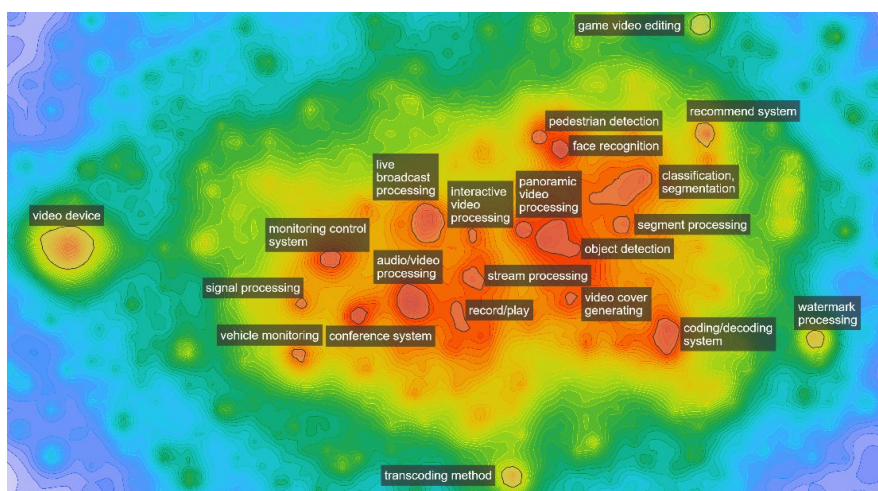 game video editing
recommend system
pedestrian detection
face recognition
live
broadcast
processing
interactive
video
processing
panoramic
video
processing
classification,
segmentation
video device
monitoring control
system
segment processing
object detection
audio/video
processing
signal processing
stream processing
record/play
video cover
generating
watermark
processing
vehicle monitoring
conference system
coding/decoding
system
transcoding method